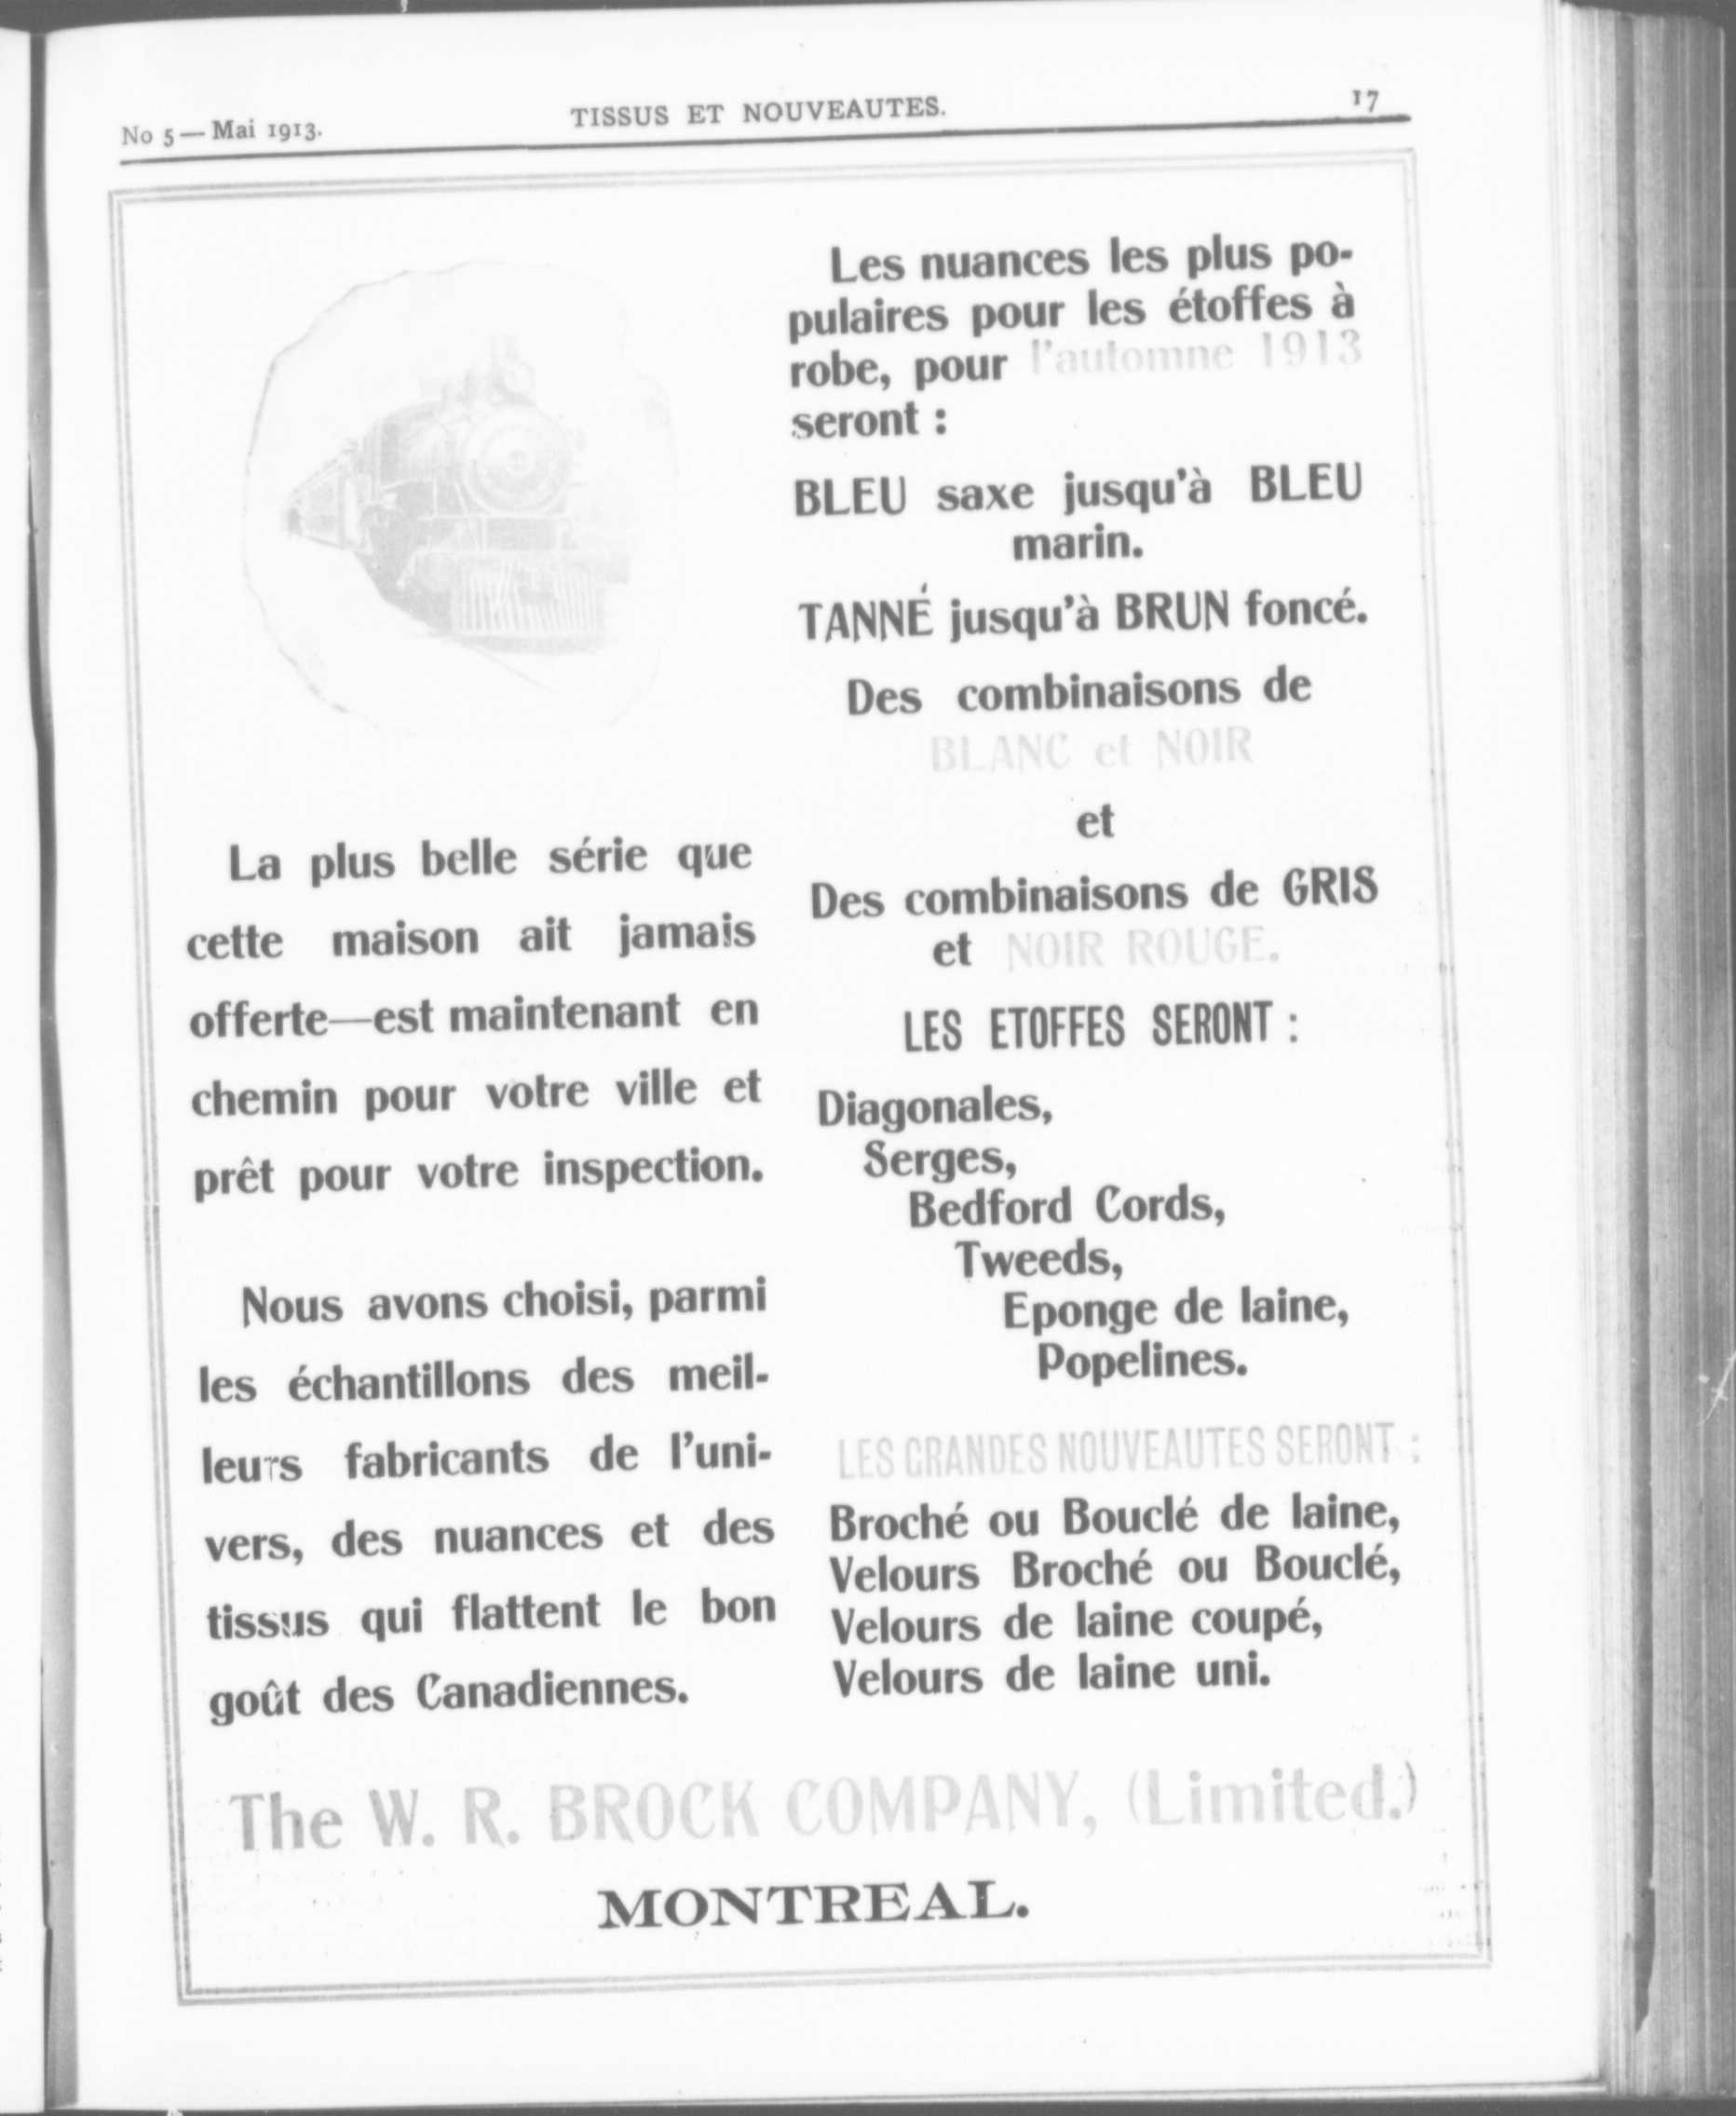 No 5 — Mai 1913.
TISSUS ET NOUVEAUTES.
17
La plus belle série que
cette maison ait jamais
offerte—est maintenant en
chemin pour votre ville et
prêt pour votre inspection.
Nous avons choisi, parmi
les échantillons des meil-
leurs fabricants de l'uni-
vers, des nuances et des
tissus qui flattent le bon
goût des Canadiennes.
Les nuances les plus po-
pulaires pour les étoffes à
robe, pour l'automne 1913
seront :
BLEU saxe jusqu'à BLEU
marin.
TANNÉ jusqu'à BRUN foncé.
Des combinaisons de
BLANC et NOIR
et
Des combinaisons de GRIS
et NOIR ROUGE.
LES ETOFFES SERONT :
Diagonales,
Serges,
Bedford Cords,
Tweeds,
Eponge de laine,
Popelines.
LES GRANDES NOUVEAUTES SERONT :
Broché ou Bouclé de laine,
Velours Broché ou Bouclé,
Velours de laine coupé,
Velours de laine uni.
The W. R. BROCK COMPANY, (Limited.)
MONTREAL.